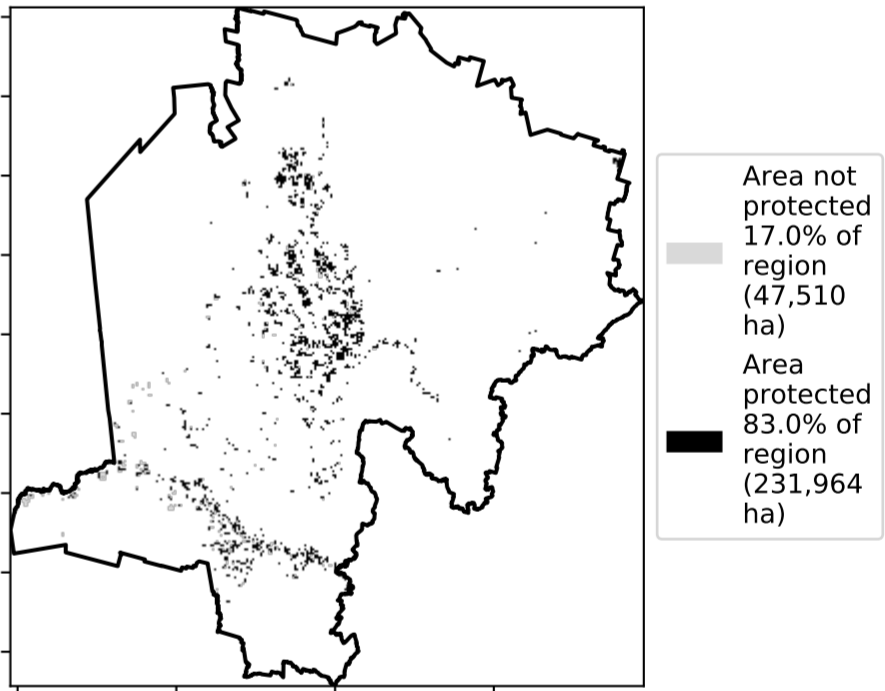 Area not
protected
17.0% of
region
(47,510
ha)
Area
protected
83.0% of
region
(231,964
ha)